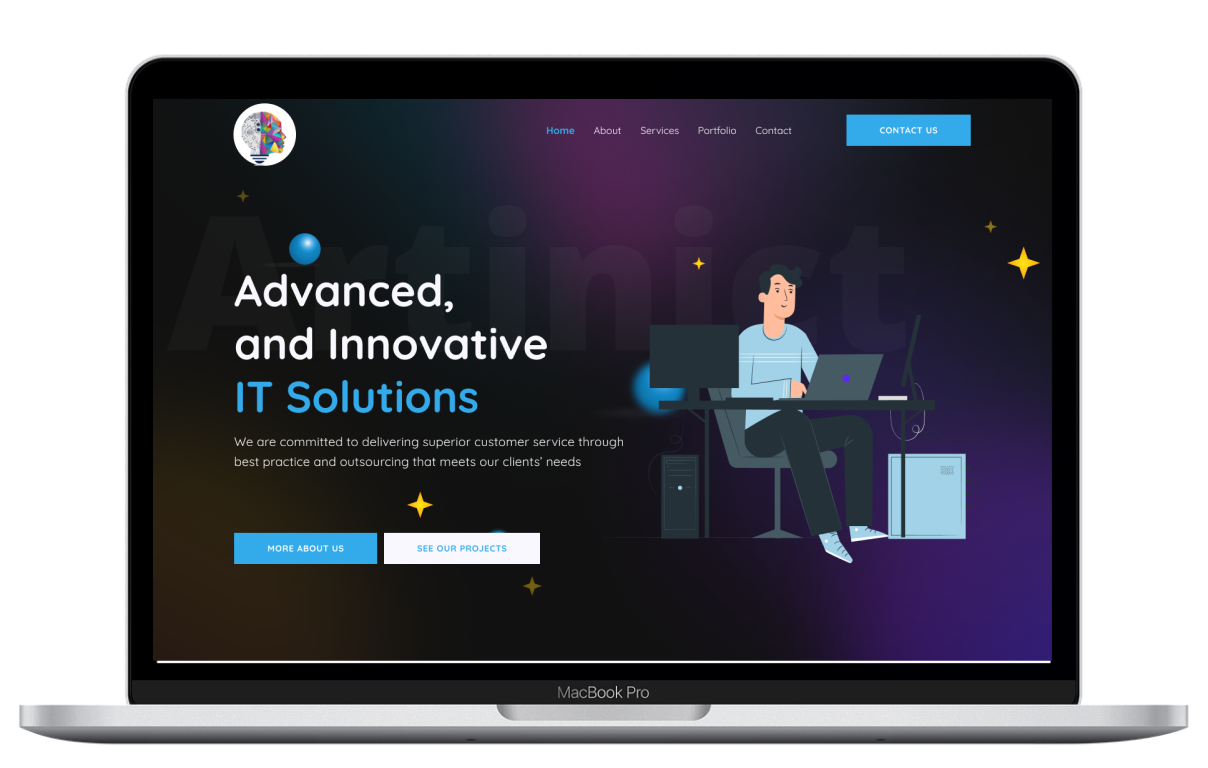 Home About Services Portfolio Contact CONTACT US
Artinict
Advanced,
and Innovative
IT Solutions
We are committed to delivering superior customer service through
best practice and outsourcing that meets our clients’ needs
MORE ABOUT US SEE OUR PROJECTS
MacBook Pro